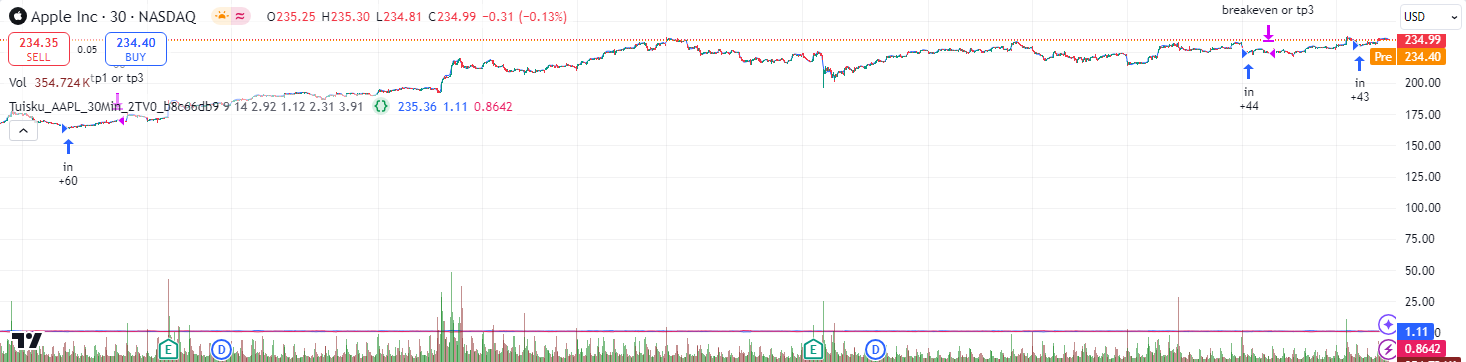 breakeven or tp3
Apple Inc · 30 · NASDAQ O235.25 H235.30 L234.81 C234.99 −0.31 (−0.13%)
USD
234.35 SELL
0.05
234.40 BUY
234.99
Pre 234.40
Vol 354.724K
tp1 or tp3
200.00
Tuisku_AAPL_30Min_2TV0_b8c66db9 9 14 2.92 1.12 2.31 3.91 {} 235.36 1.11 0.8642
in
+44
in
+43
175.00
150.00
in
+60
125.00
100.00
75.00
50.00
25.00
1.11
0.8642
E
D
E
D